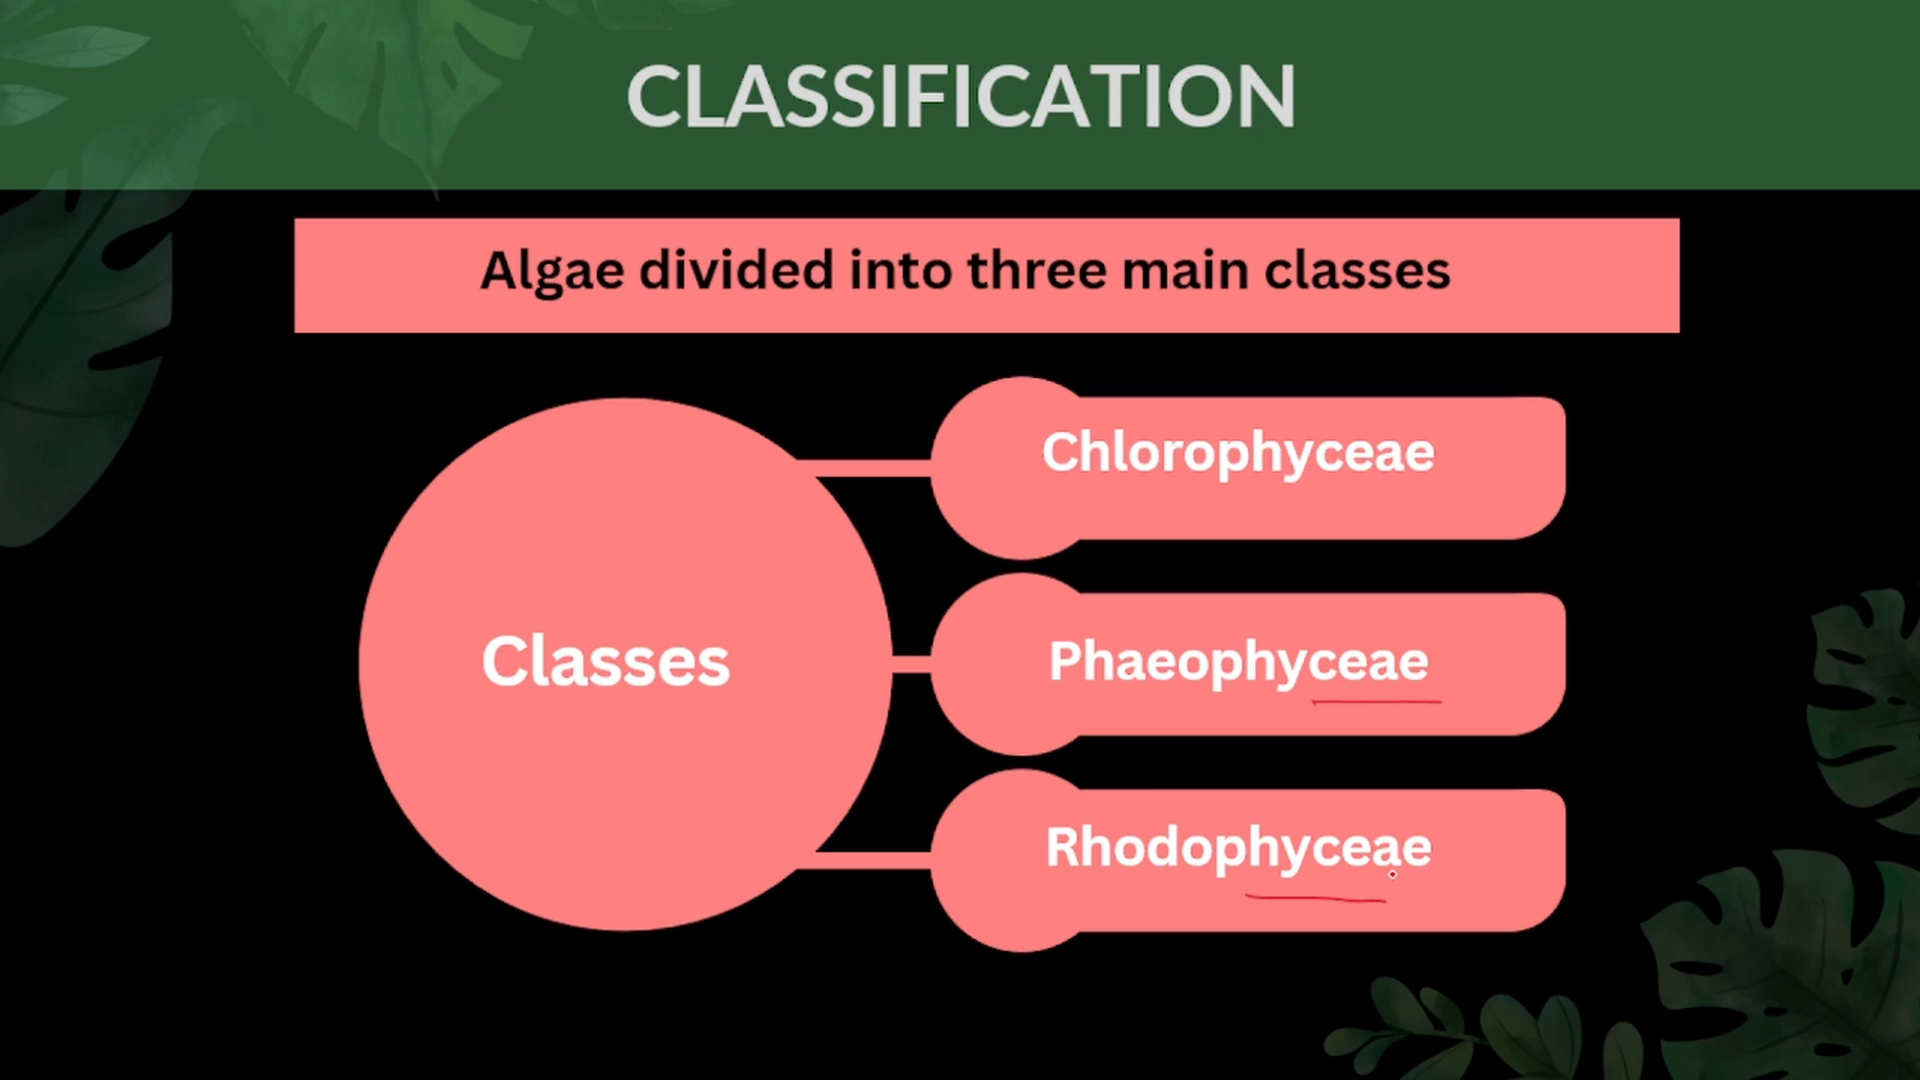 CLASSIFICATION
Algae divided into three main classes
Classes
Chlorophyceae
Phaeophyceae
Rhodophyceae